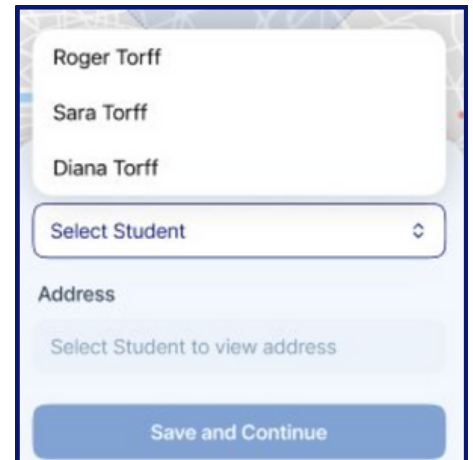 Roger Torff
Sara Torff
Diana Torff
Select Student
Address
Select Student to view address
Save and Continue